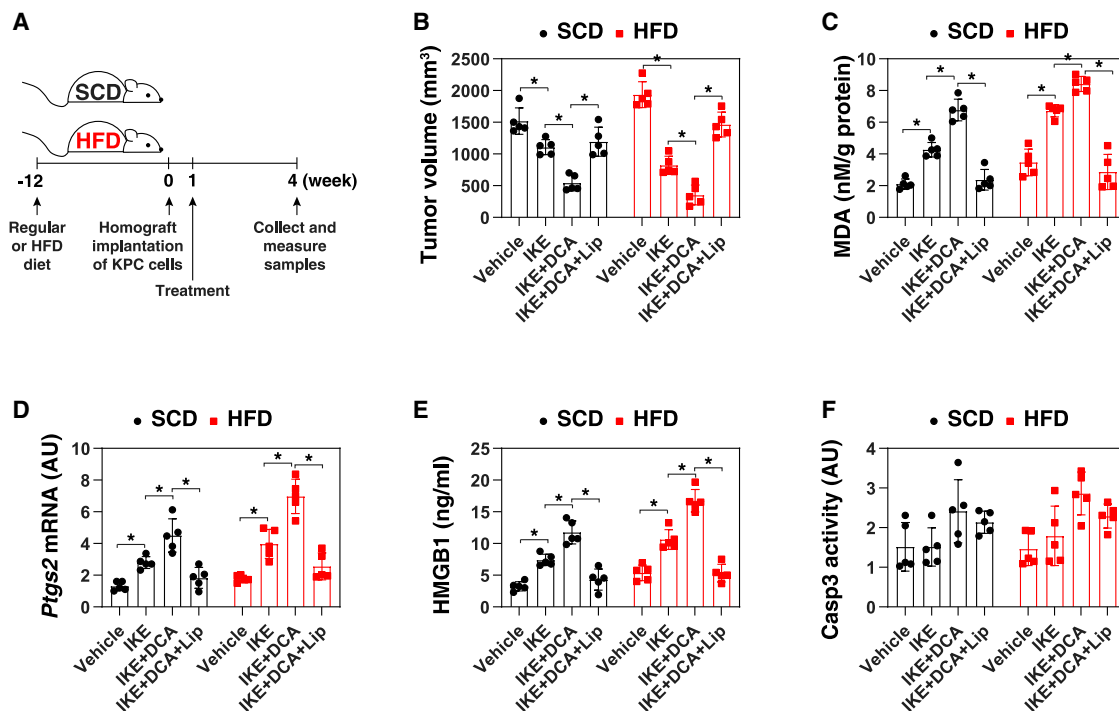 A
SCD
HFD
-12
0
1
4
(week)
Regular
or HFD
diet
Homograft
implantation
of KPC cells
Treatment
Collect and
measure
samples
B
SCD
HFD
Tumor volume (mm³)
2500
2000
1500
1000
500
0
*
*
*
*
*
*
Vehicle
IKE
IKE+DCA
IKE+DCA+Lip
Vehicle
IKE
IKE+DCA
IKE+DCA+Lip
C
SCD
HFD
MDA (nM/g protein)
10
8
6
4
2
0
*
*
*
*
*
*
Vehicle
IKE
IKE+DCA
IKE+DCA+Lip
Vehicle
IKE
IKE+DCA
IKE+DCA+Lip
D
SCD
HFD
Ptgs2 mRNA (AU)
10
8
6
4
2
0
*
*
*
*
*
*
Vehicle
IKE
IKE+DCA
IKE+DCA+Lip
Vehicle
IKE
IKE+DCA
IKE+DCA+Lip
E
SCD
HFD
HMGB1 (ng/ml)
25
20
15
10
5
0
*
*
*
*
*
*
Vehicle
IKE
IKE+DCA
IKE+DCA+Lip
Vehicle
IKE
IKE+DCA
IKE+DCA+Lip
F
SCD
HFD
Casp3 activity (AU)
4
3
2
1
0
Vehicle
IKE
IKE+DCA
IKE+DCA+Lip
Vehicle
IKE
IKE+DCA
IKE+DCA+Lip